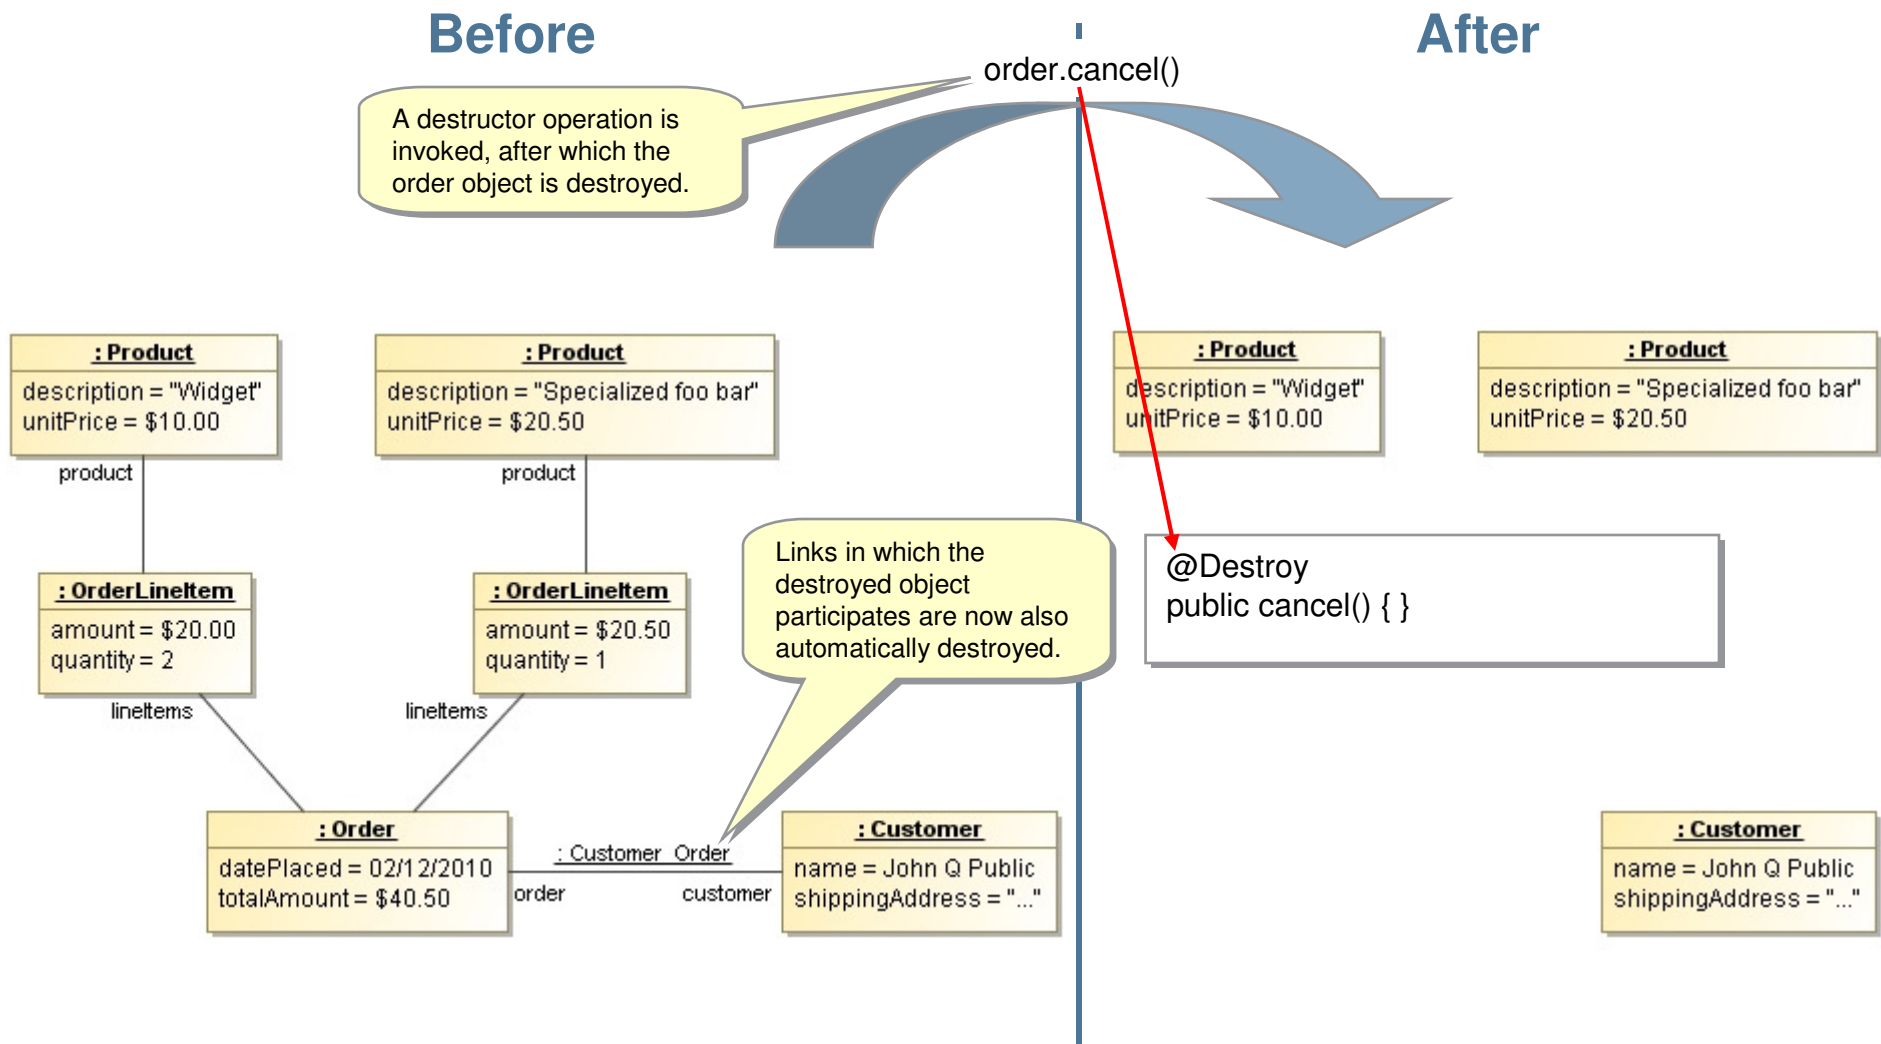 Before
After
order.cancel()
A destructor operation is
invoked, after which the
order object is destroyed.
: Product
description = "Widget"
unitPrice = $10.00
: Product
description = "Specialized foo bar"
unitPrice = $20.50
: Product
description = "Widget"
unitPrice = $10.00
: Product
description = "Specialized foo bar"
unitPrice = $20.50
product
product
: OrderLineItem
amount = $20.00
quantity = 2
: OrderLineItem
amount = $20.50
quantity = 1
Links in which the
destroyed object
participates are now also
automatically destroyed.
@Destroy
public cancel() { }
lineItems
lineItems
: Order
datePlaced = 02/12/2010
totalAmount = $40.50
: Customer_Order
order
customer
: Customer
name = John Q Public
shippingAddress = "..."
: Customer
name = John Q Public
shippingAddress = "..."